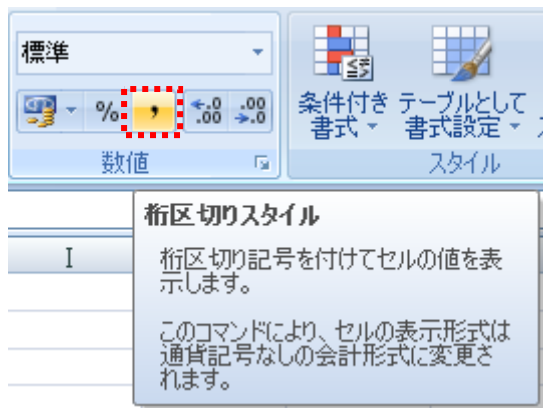 標準
% , .0 .00 .00 .0
条件付き 書式
テーブルとして 書式設定
数値
スタイル
桁区切りスタイル
I
桁区切り記号を付けてセルの値を表
示します。
このコマンドにより、セルの表示形式は
通貨記号なしの会計形式に変更さ
れます。